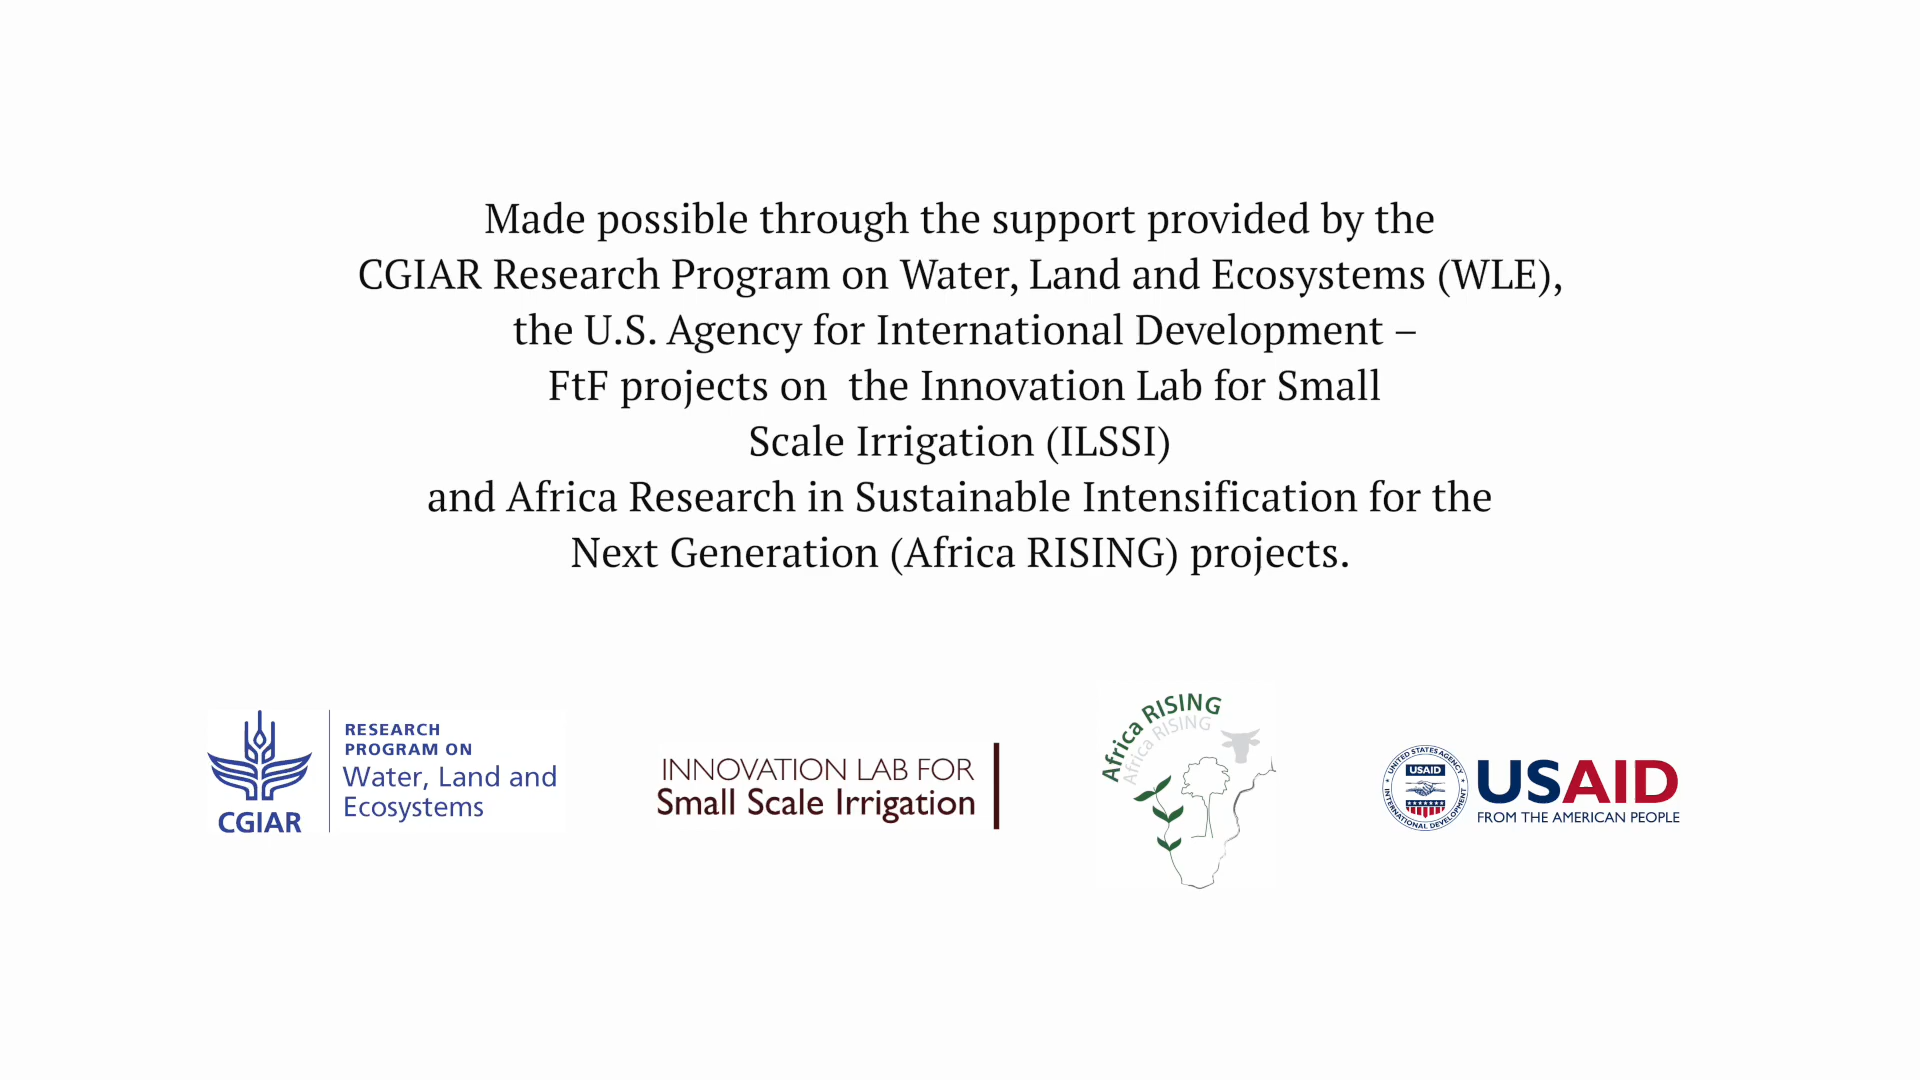 Made possible through the support provided by the
CGIAR Research Program on Water, Land and Ecosystems (WLE),
the U.S. Agency for International Development –
FtF projects on  the Innovation Lab for Small
Scale Irrigation (ILSSI)
and Africa Research in Sustainable Intensification for the
Next Generation (Africa RISING) projects.
CGIAR
RESEARCH
PROGRAM ON
Water, Land and
Ecosystems
INNOVATION LAB FOR
Small Scale Irrigation
Africa RISING
Africa RISING
UNITED STATES AGENCY
USAID
INTERNATIONAL DEVELOPMENT
USAID
FROM THE AMERICAN PEOPLE